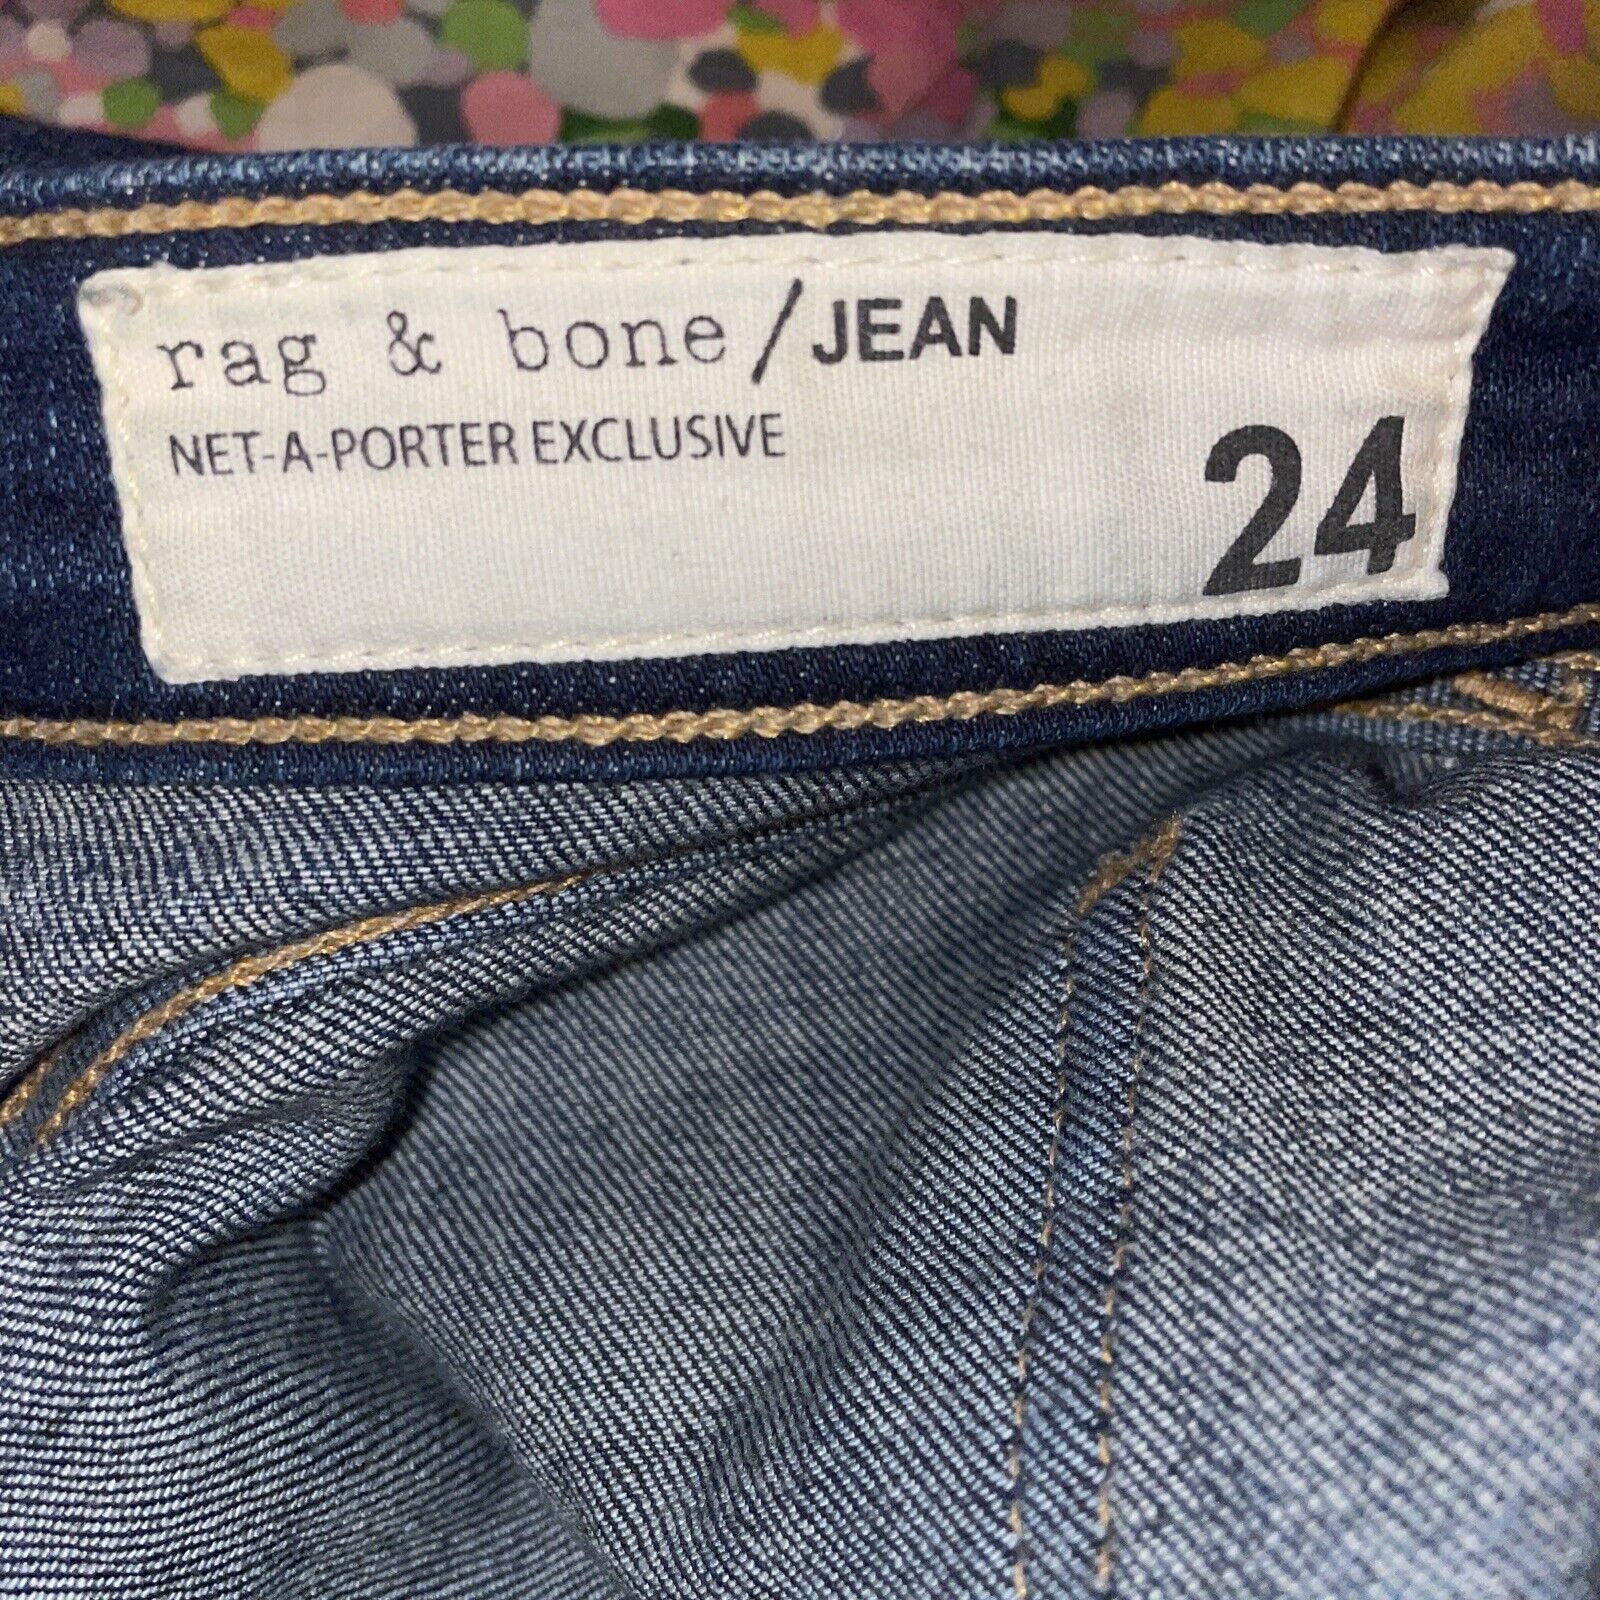 rag & bone/JEAN
NET-A-PORTER EXCLUSIVE
24